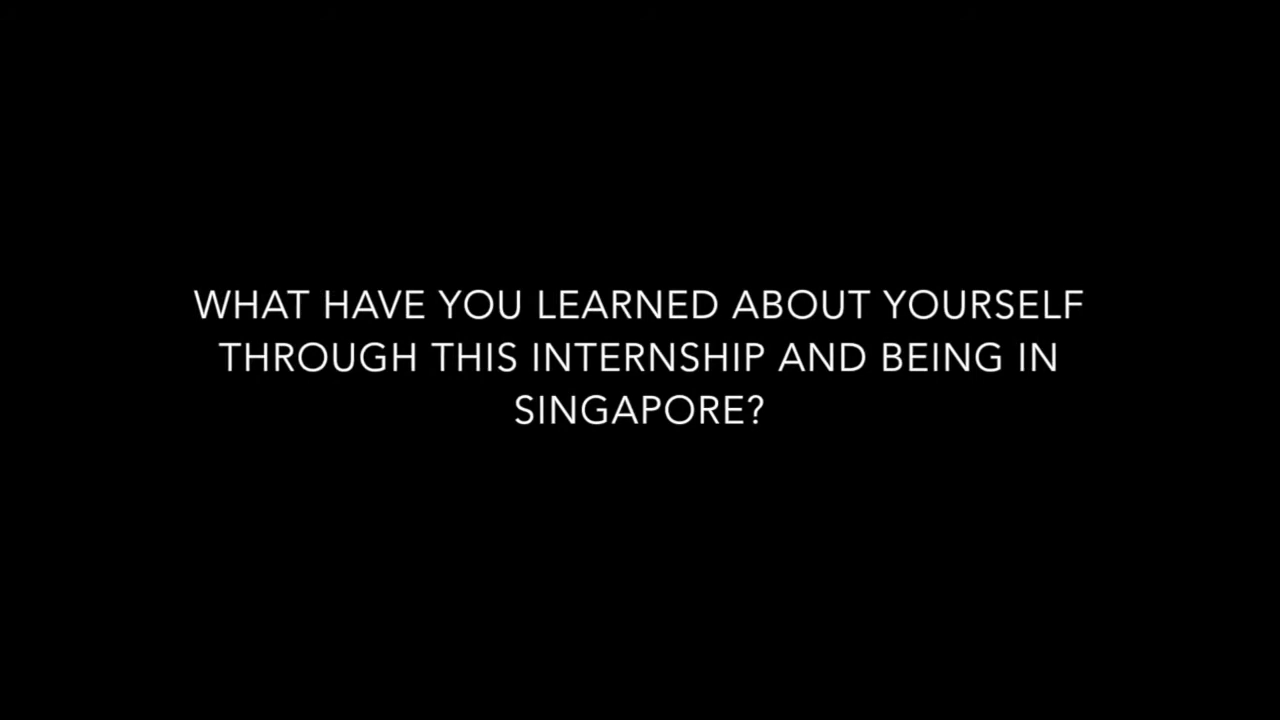 WHAT HAVE YOU LEARNED ABOUT YOURSELF
THROUGH THIS INTERNSHIP AND BEING IN
SINGAPORE?